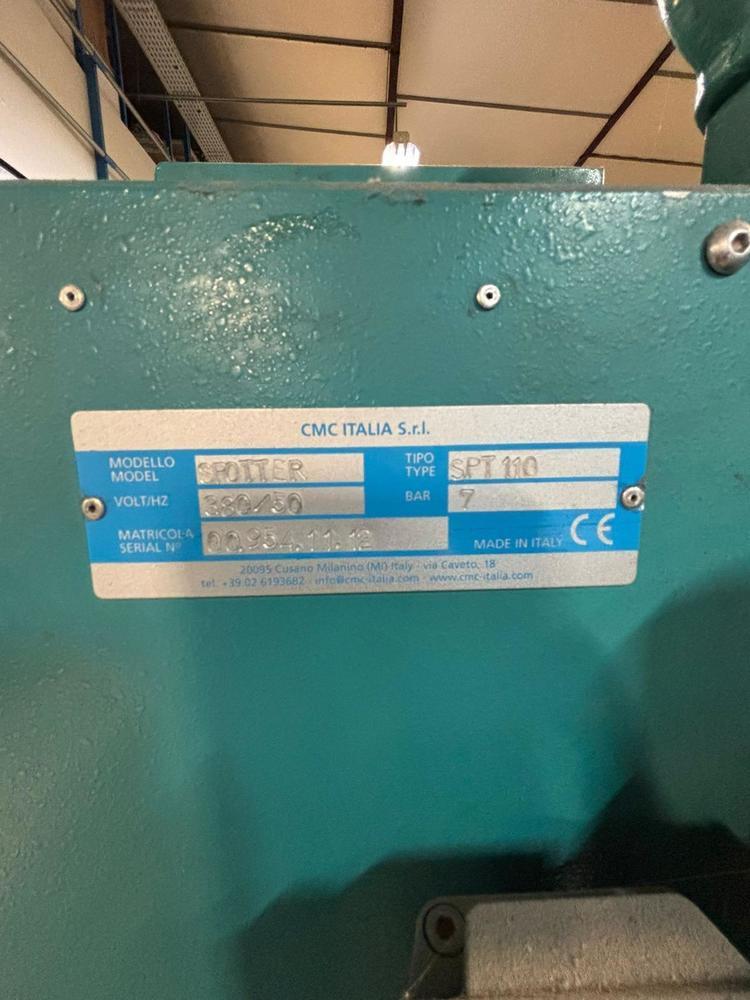 CMC ITALIA S.r.l.
MODELLO
MODEL
SPOTTER
TIPO
TYPE
SPT 110
VOLT/HZ
380/50
BAR
7
MATRICOLA
SERIAL N°
00.954.11.12
MADE IN ITALY CE
20095 Cusano Milanino (MI) Italy - via Caveto, 18
tel. +39 02 6193682 - info@cmc-italia.com - www.cmc-italia.com